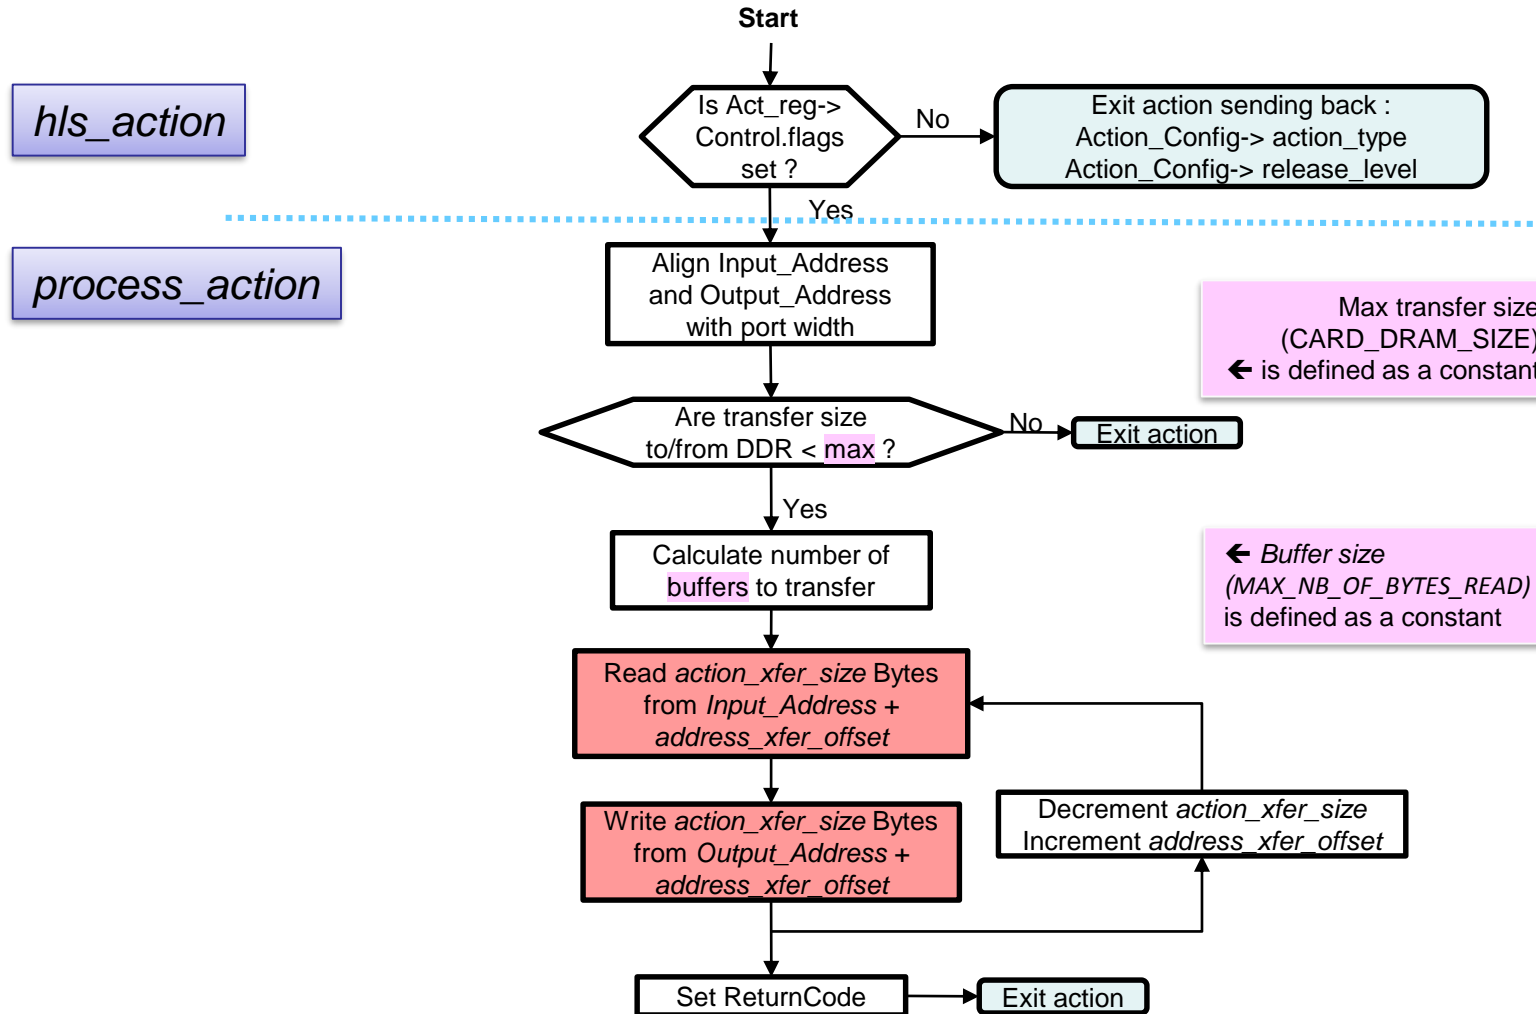 Start
hls_action
Is Act_reg->
Control.flags
set ?
No
Exit action sending back :
Action_Config-> action_type
Action_Config-> release_level
Yes
process_action
Align Input_Address
and Output_Address
with port width
Max transfer size
(CARD_DRAM_SIZE)
← is defined as a constant
Are transfer size
to/from DDR < max ?
No
Exit action
Yes
Calculate number of
buffers to transfer
← Buffer size
(MAX_NB_OF_BYTES_READ)
is defined as a constant
Read action_xfer_size Bytes
from Input_Address +
address_xfer_offset
Write action_xfer_size Bytes
from Output_Address +
address_xfer_offset
Decrement action_xfer_size
Increment address_xfer_offset
Set ReturnCode
Exit action